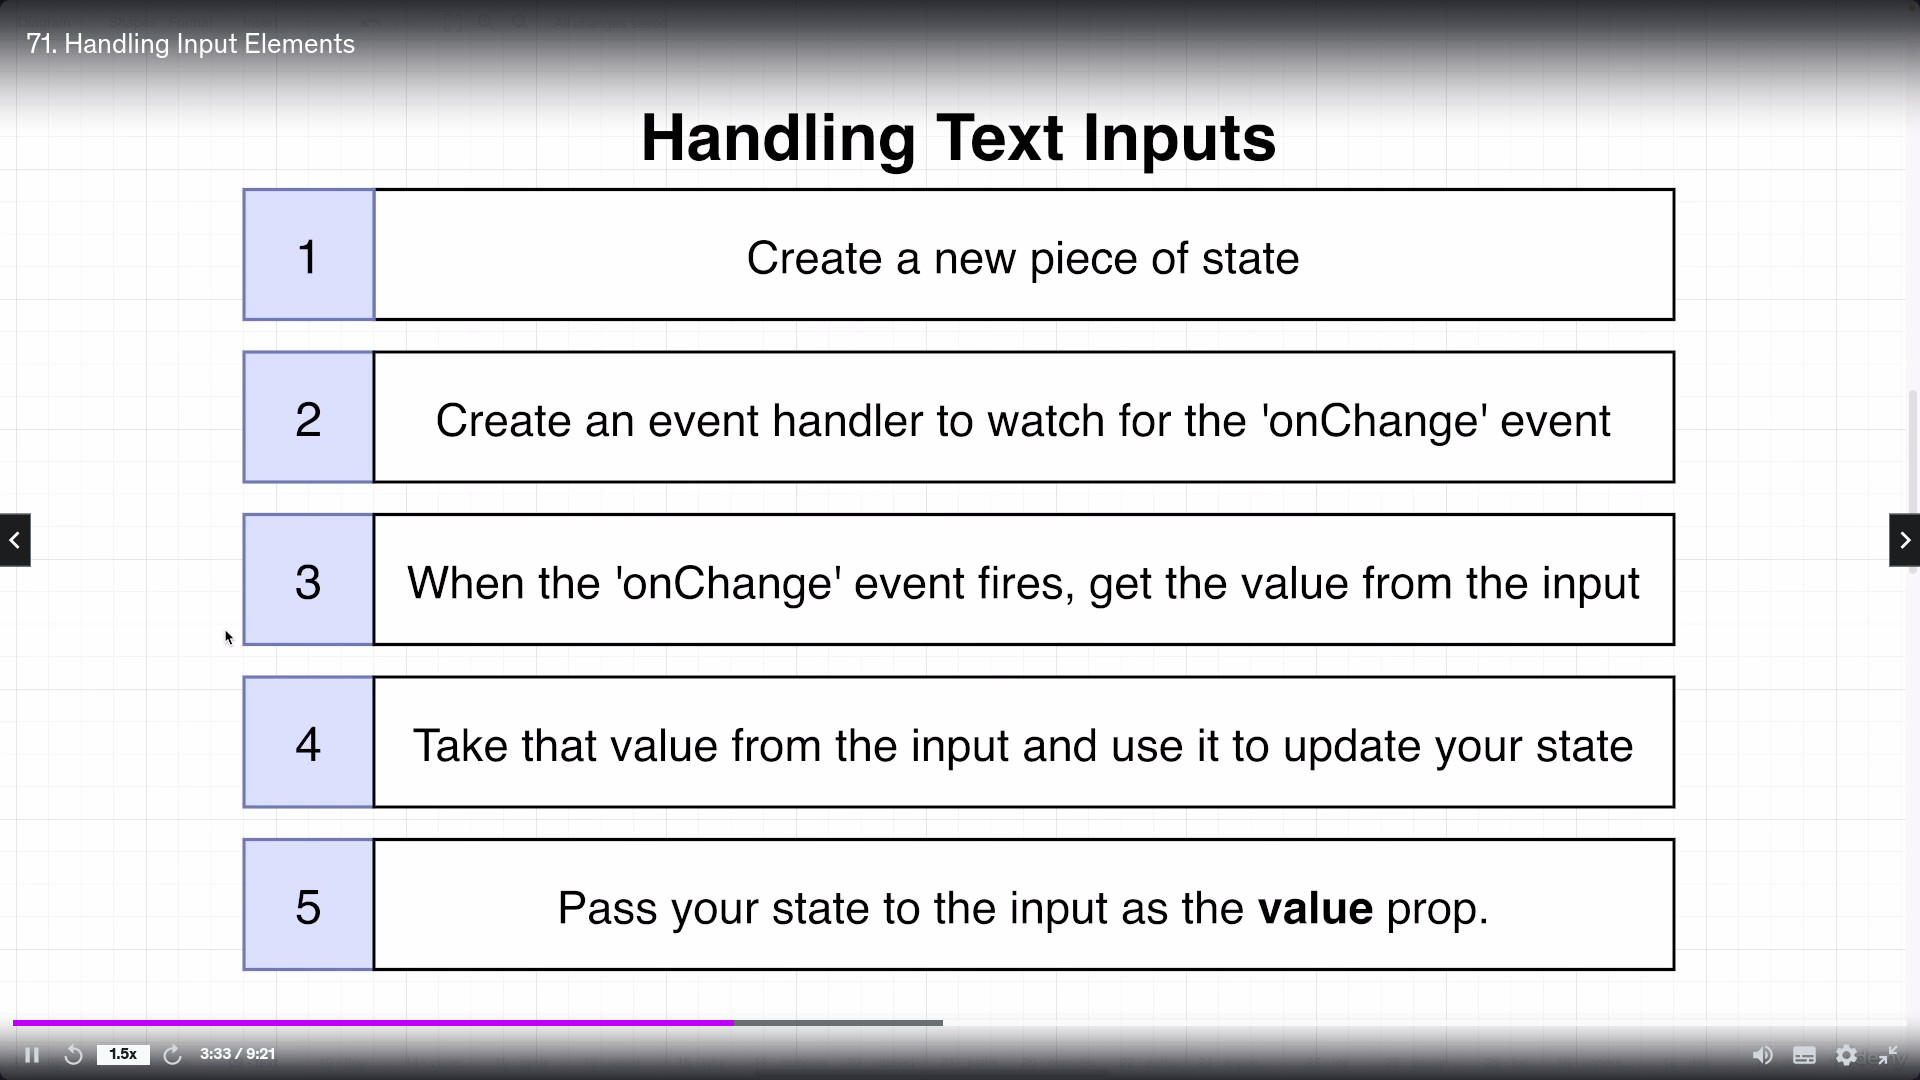 71. Handling Input Elements
Handling Text Inputs
1
Create a new piece of state
2
Create an event handler to watch for the 'onChange' event
3
When the 'onChange' event fires, get the value from the input
4
Take that value from the input and use it to update your state
5
Pass your state to the input as the value prop.
1.5x
3:33 / 9:21